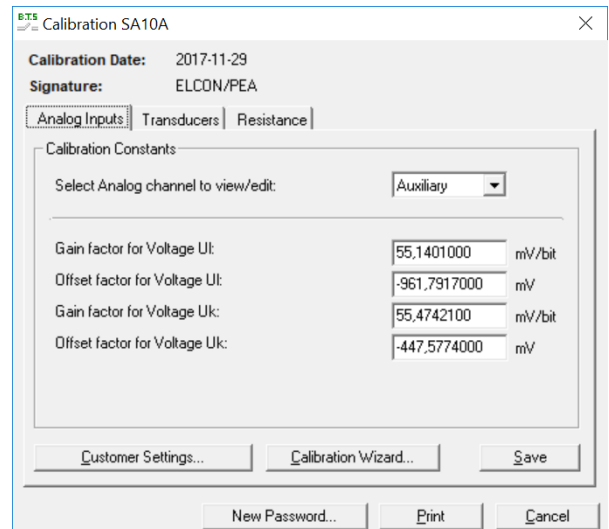 B.T.S Calibration SA10A
Calibration Date: 2017-11-29
Signature: ELCON/PEA
Analog Inputs Transducers Resistance
Calibration Constants
Select Analog channel to view/edit: Auxiliary
Gain factor for Voltage UI: 55,1401000 mV/bit
Offset factor for Voltage UI: -961,7917000 mV
Gain factor for Voltage Uk: 55,4742100 mV/bit
Offset factor for Voltage Uk: -447,5774000 mV
Customer Settings... Calibration Wizard... Save
New Password... Print Cancel